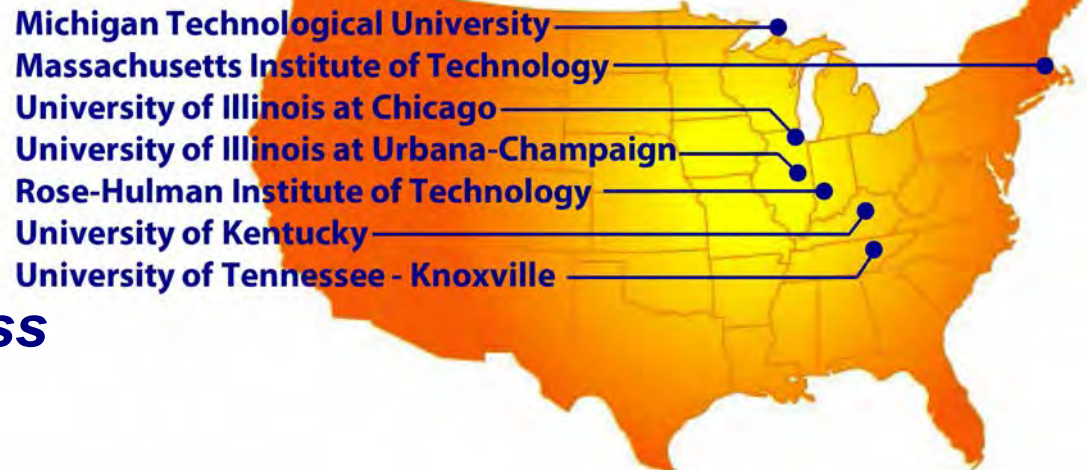 Michigan Technological University
Massachusetts Institute of Technology
University of Illinois at Chicago
University of Illinois at Urbana-Champaign
Rose-Hulman Institute of Technology
University of Kentucky
University of Tennessee - Knoxville
ss